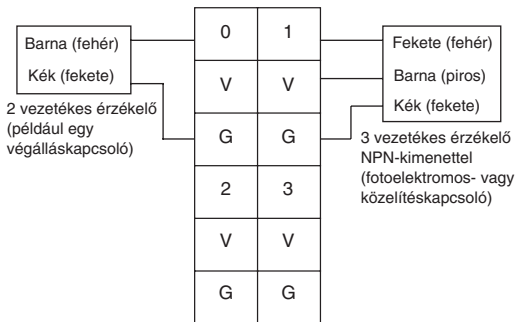 Barna (fehér)
Kék (fekete)
2 vezetékes érzékelő
(például egy
végálláskapcsoló)
0 1
V V
G G
2 3
V V
G G
Fekete (fehér)
Barna (piros)
Kék (fekete)
3 vezetékes érzékelő
NPN-kimenettel
(fotoelektromos- vagy
közelítéskapcsoló)